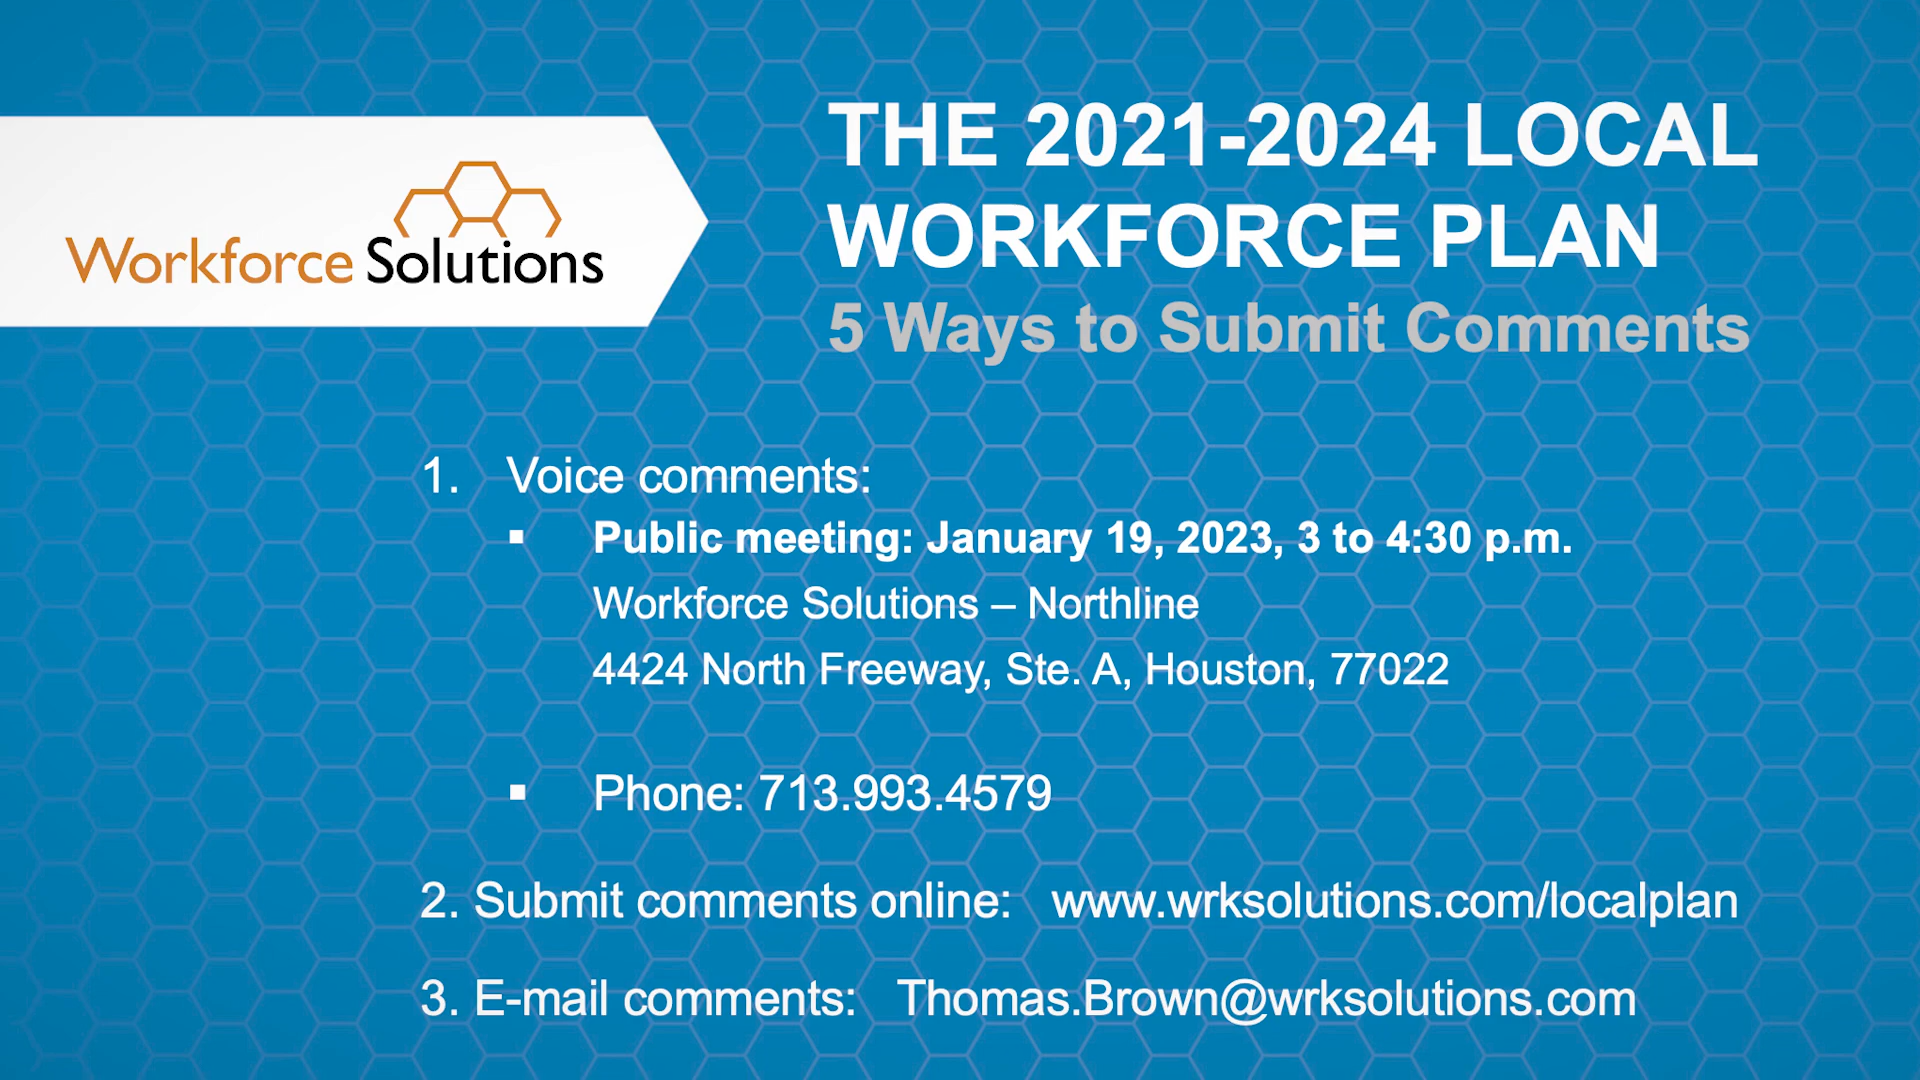 Workforce Solutions
THE 2021-2024 LOCAL
WORKFORCE PLAN
5 Ways to Submit Comments
1. Voice comments:
▪ Public meeting: January 19, 2023, 3 to 4:30 p.m.
Workforce Solutions – Northline
4424 North Freeway, Ste. A, Houston, 77022
▪ Phone: 713.993.4579
2. Submit comments online: www.wrksolutions.com/localplan
3. E-mail comments: Thomas.Brown@wrksolutions.com